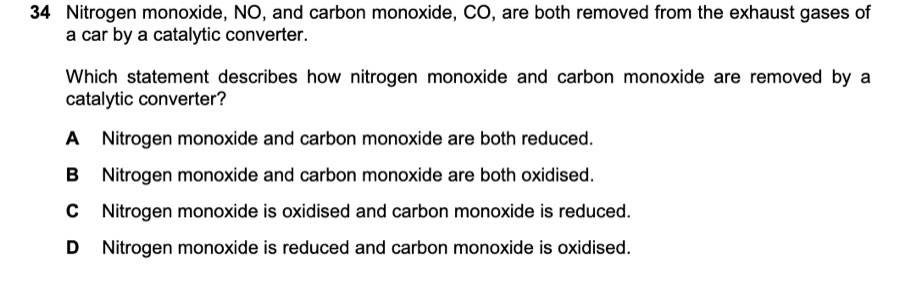 34 Nitrogen monoxide, NO, and carbon monoxide, CO, are both removed from the exhaust gases of
a car by a catalytic converter.
Which statement describes how nitrogen monoxide and carbon monoxide are removed by a
catalytic converter?
A Nitrogen monoxide and carbon monoxide are both reduced.
B Nitrogen monoxide and carbon monoxide are both oxidised.
C Nitrogen monoxide is oxidised and carbon monoxide is reduced.
D Nitrogen monoxide is reduced and carbon monoxide is oxidised.